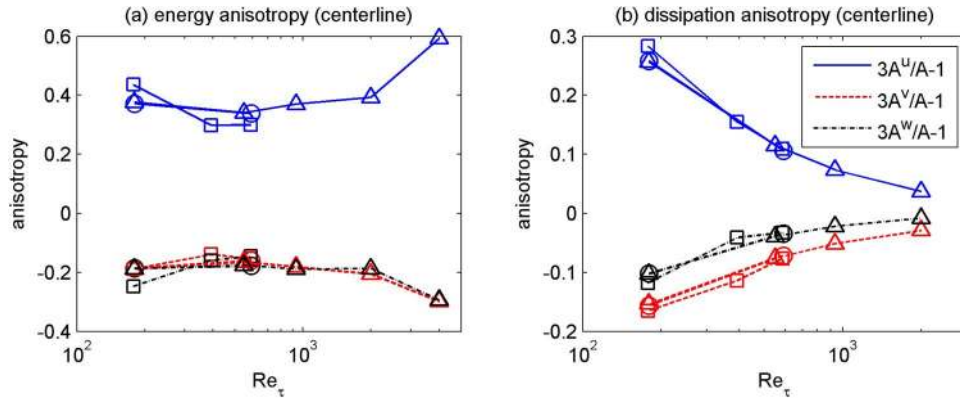 (a) energy anisotropy (centerline)
0.6
0.4
0.2
0
-0.2
-0.4
anisotropy
10^2
10^3
Re_τ
(b) dissipation anisotropy (centerline)
0.3
0.2
0.1
0
-0.1
-0.2
anisotropy
10^2
10^3
Re_τ
3A^u/A-1
3A^v/A-1
3A^w/A-1